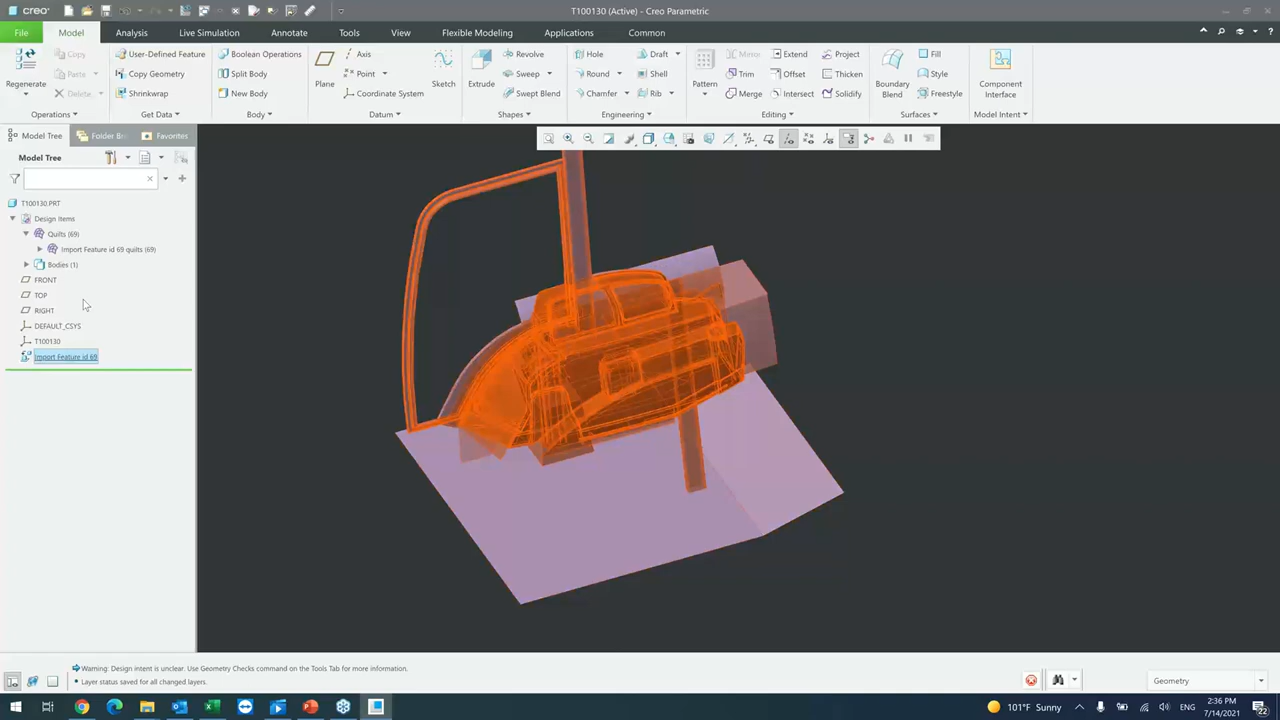 creo
T100130 (Active) - Creo Parametric
File
Model
Analysis
Live Simulation
Annotate
Tools
View
Flexible Modeling
Applications
Common
Regenerate
Copy
Paste
Delete
User-Defined Feature
Copy Geometry
Shrinkwrap
Boolean Operations
Split Body
New Body
Plane
Axis
Point
Coordinate System
Sketch
Extrude
Revolve
Sweep
Swept Blend
Hole
Round
Chamfer
Draft
Shell
Rib
Pattern
Mirror
Trim
Merge
Extend
Offset
Intersect
Project
Thicken
Solidify
Boundary
Blend
Fill
Style
Freestyle
Component
Interface
Operations
Get Data
Body
Datum
Shapes
Engineering
Editing
Surfaces
Model Intent
Model Tree
Folder Br
Favorites
Model Tree
T100130.PRT
Design Items
Quilts (69)
Import Feature id 69 quilts (69)
Bodies (1)
FRONT
TOP
RIGHT
DEFAULT_CSYS
T100130
Import Feature id 69
Warning: Design intent is unclear. Use Geometry Checks command on the Tools Tab for more information.
• Layer status saved for all changed layers.
Geometry
101°F Sunny
ENG
2:36 PM
7/14/2021
22